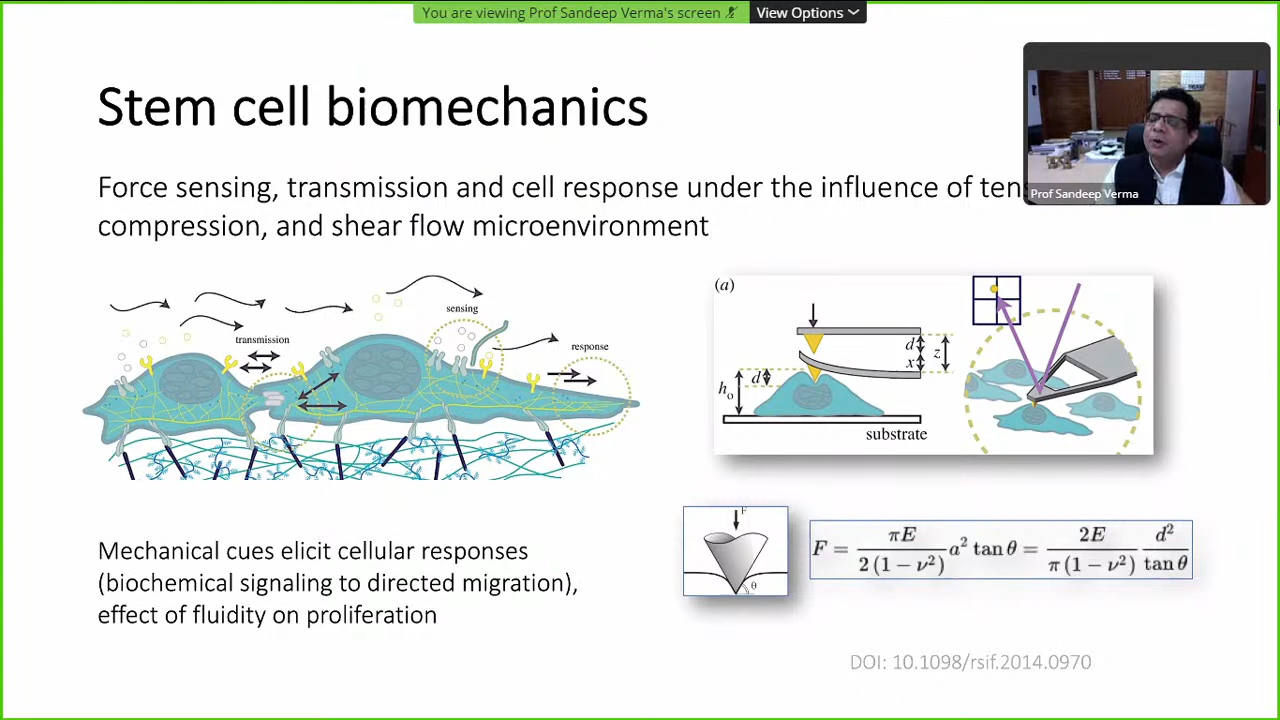 You are viewing Prof Sandeep Verma's screen
View Options
Stem cell biomechanics
Prof Sandeep Verma
Force sensing, transmission and cell response under the influence of
compression, and shear flow microenvironment
transmission
sensing
response
(a)
d
x
z
d
h₀
substrate
Mechanical cues elicit cellular responses
(biochemical signaling to directed migration),
effect of fluidity on proliferation
F
θ
F = πE / 2 (1 − ν²) a² tan θ = 2E / π (1 − ν²) d² / tan θ
DOI: 10.1098/rsif.2014.0970